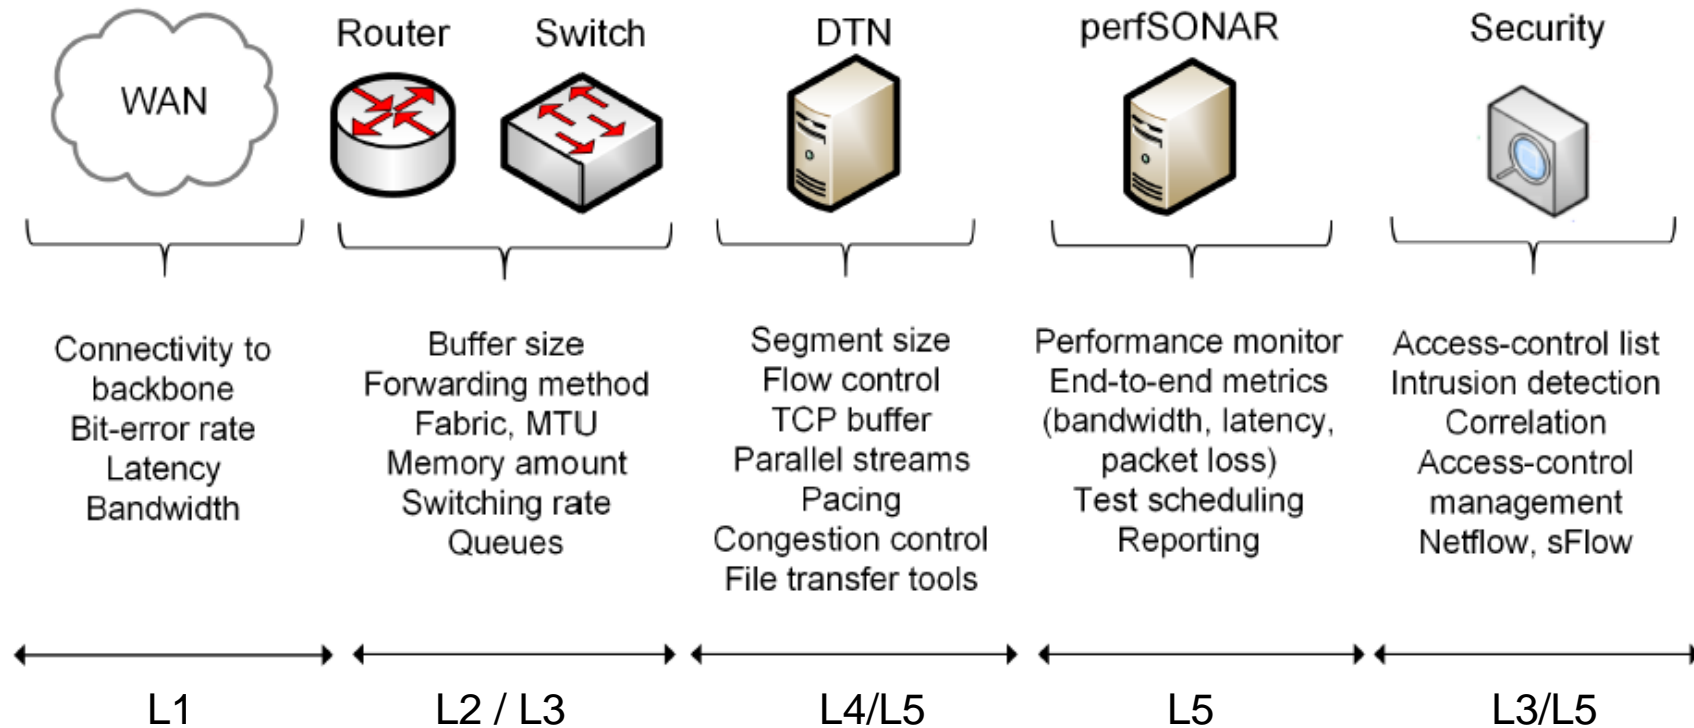 WAN
Router
Switch
DTN
perfSONAR
Security
Connectivity to
backbone
Bit-error rate
Latency
Bandwidth
Buffer size
Forwarding method
Fabric, MTU
Memory amount
Switching rate
Queues
Segment size
Flow control
TCP buffer
Parallel streams
Pacing
Congestion control
File transfer tools
Performance monitor
End-to-end metrics
(bandwidth, latency,
packet loss)
Test scheduling
Reporting
Access-control list
Intrusion detection
Correlation
Access-control
management
Netflow, sFlow
L1
L2 / L3
L4/L5
L5
L3/L5